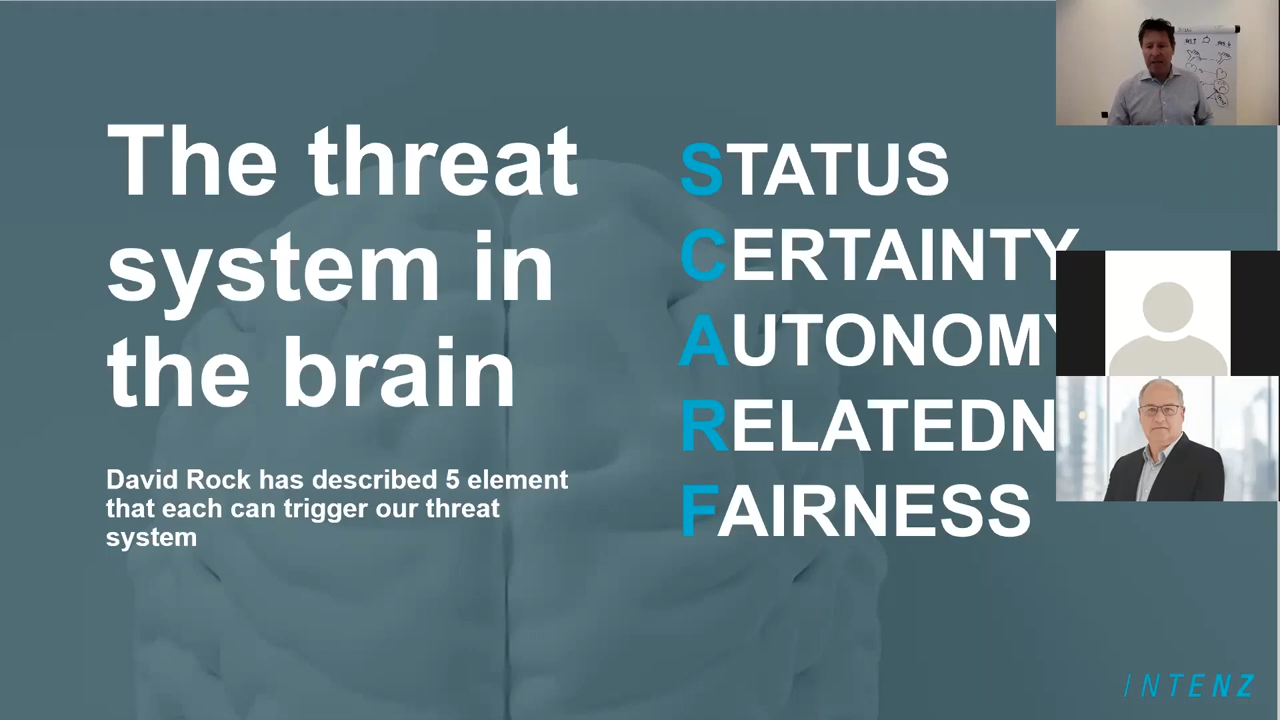 The threat
system in
the brain
David Rock has described 5 element
that each can trigger our threat
system
STATUS
CERTAINTY
AUTONOMY
RELATEDN
FAIRNESS
INTENZ